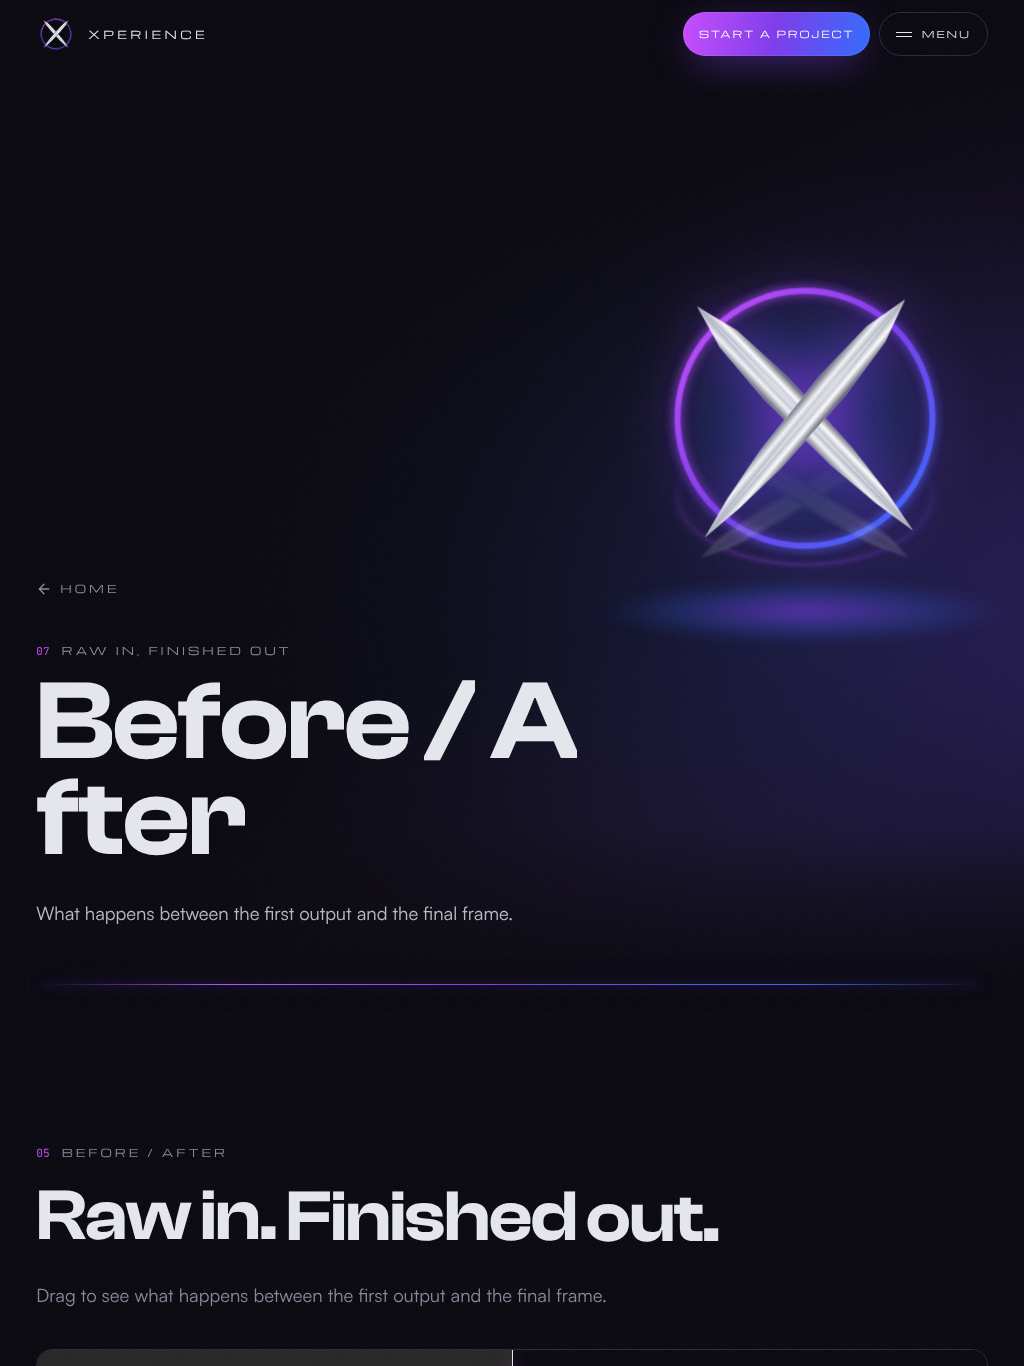 XPERIENCE
START A PROJECT
MENU
HOME
07 RAW IN, FINISHED OUT
Before / A
fter
What happens between the first output and the final frame.
05 BEFORE / AFTER
Raw in. Finished out.
Drag to see what happens between the first output and the final frame.